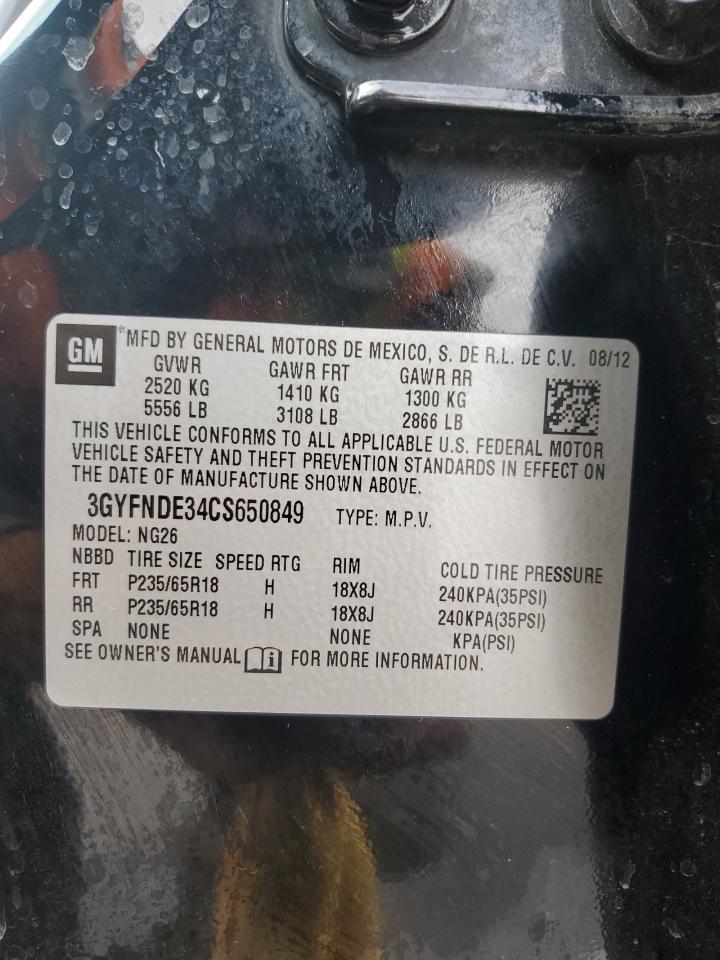 GM ® MFD BY GENERAL MOTORS DE MEXICO, S. DE R.L. DE C.V. 08/12
GVWR GAWR FRT GAWR RR
2520 KG 1410 KG 1300 KG
5556 LB 3108 LB 2866 LB
THIS VEHICLE CONFORMS TO ALL APPLICABLE U.S. FEDERAL MOTOR
VEHICLE SAFETY AND THEFT PREVENTION STANDARDS IN EFFECT ON
THE DATE OF MANUFACTURE SHOWN ABOVE.
3GYFNDE34CS650849 TYPE: M.P.V.
MODEL: NG26
NBBD TIRE SIZE SPEED RTG RIM COLD TIRE PRESSURE
FRT P235/65R18 H 18X8J 240KPA(35PSI)
RR P235/65R18 H 18X8J 240KPA(35PSI)
SPA NONE NONE KPA(PSI)
SEE OWNER'S MANUAL i FOR MORE INFORMATION.